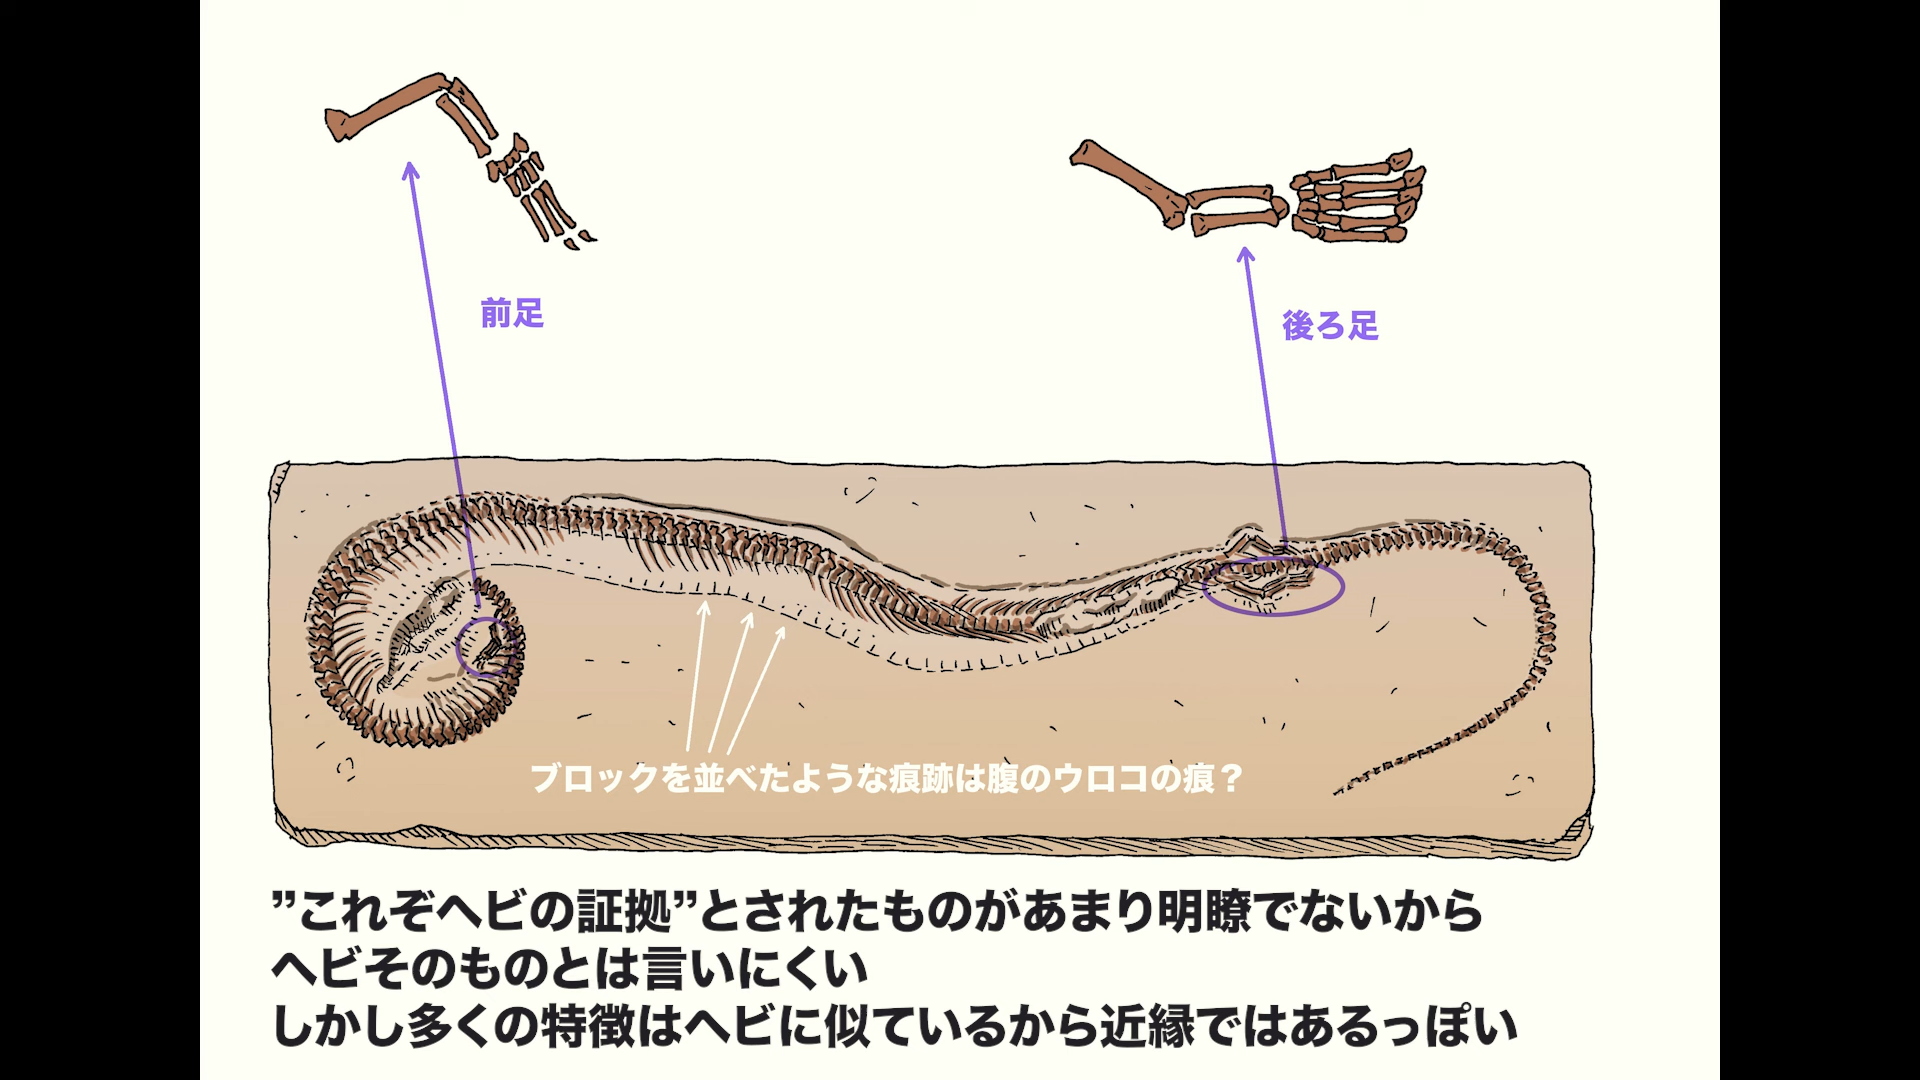 前足
後ろ足
ブロックを並べたような痕跡は腹のウロコの痕？
”これぞヘビの証拠”とされたものがあまり明瞭でないから
ヘビそのものとは言いにくい
しかし多くの特徴はヘビに似ているから近縁ではあるっぽい